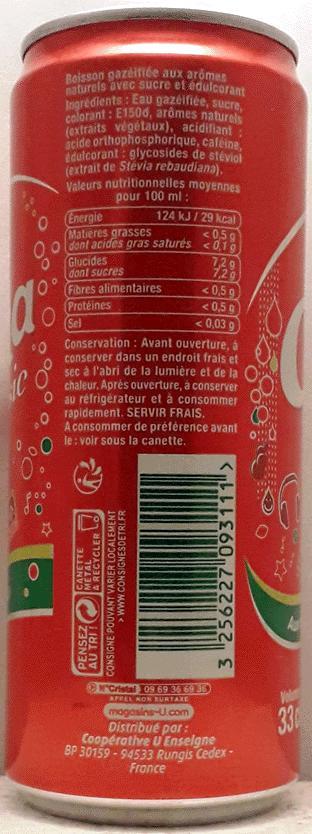 Boisson gazéifiée aux arômes
naturels avec sucre et édulcorant
Ingrédients : Eau gazéifiée, sucre,
colorant : E150d, arômes naturels
(extraits végétaux), acidifiant :
acide orthophosphorique, caféine,
édulcorant : glycosides de stéviol
(extrait de Stévia rebaudiana).
Valeurs nutritionnelles moyennes
pour 100 ml :
Énergie 124 kJ / 29 kcal
Matières grasses < 0,5 g
dont acides gras saturés < 0,1 g
Glucides 7,2 g
dont sucres 7,2 g
Fibres alimentaires < 0,5 g
Protéines < 0,5 g
Sel < 0,03 g
Conservation : Avant ouverture, à
conserver dans un endroit frais et
sec à l'abri de la lumière et de la
chaleur. Après ouverture, à conserver
au réfrigérateur et à consommer
rapidement. SERVIR FRAIS.
A consommer de préférence avant
le : voir sous la canette.
PENSEZ
AU TRI !
CANETTE
MÉTAL
À RECYCLER
CONSIGNE POUVANT VARIER LOCALEMENT
> WWW.CONSIGNESDETRI.FR
3 256227 093111 >
N°Cristal 09 69 36 69 36
APPEL NON SURTAXÉ
magasins-U.com
Distribué par :
Coopérative U Enseigne
BP 30159 - 94533 Rungis Cedex -
France
a
ic
33